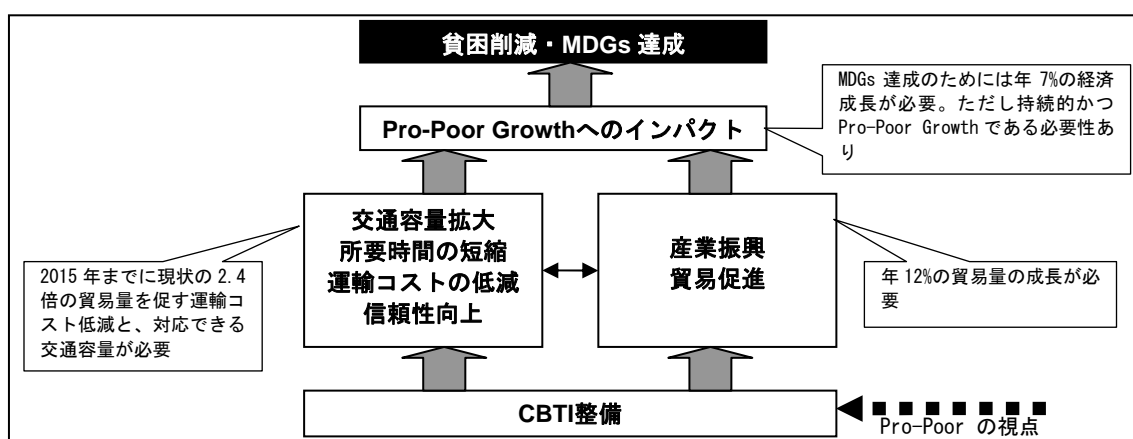 貧困削減・MDGs 達成
MDGs 達成のためには年 7%の経済
成長が必要。ただし持続的かつ
Pro-Poor Growth である必要性あ
り
Pro-Poor Growthへのインパクト
交通容量拡大
所要時間の短縮
運輸コストの低減
信頼性向上
産業振興
貿易促進
2015 年までに現状の 2.4
倍の貿易量を促す運輸コ
スト低減と、対応できる
交通容量が必要
年 12%の貿易量の成長が必
要
CBTI整備
Pro-Poor の視点